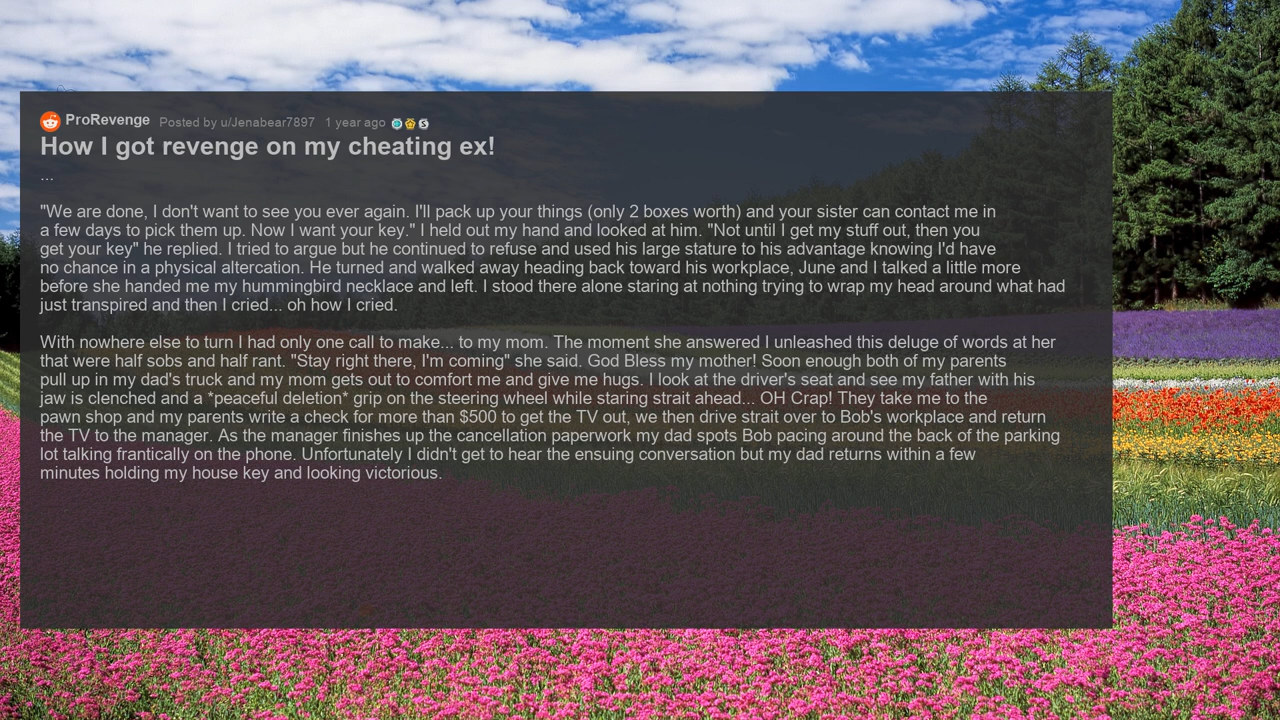 ProRevenge Posted by u/Jenabear7897 1 year ago
How I got revenge on my cheating ex!
...
"We are done, I don't want to see you ever again. I'll pack up your things (only 2 boxes worth) and your sister can contact me in
a few days to pick them up. Now I want your key." I held out my hand and looked at him. "Not until I get my stuff out, then you
get your key" he replied. I tried to argue but he continued to refuse and used his large stature to his advantage knowing I'd have
no chance in a physical altercation. He turned and walked away heading back toward his workplace, June and I talked a little more
before she handed me my hummingbird necklace and left. I stood there alone staring at nothing trying to wrap my head around what had
just transpired and then I cried... oh how I cried.
With nowhere else to turn I had only one call to make... to my mom. The moment she answered I unleashed this deluge of words at her
that were half sobs and half rant. "Stay right there, I'm coming" she said. God Bless my mother! Soon enough both of my parents
pull up in my dad's truck and my mom gets out to comfort me and give me hugs. I look at the driver's seat and see my father with his
jaw is clenched and a *peaceful deletion* grip on the steering wheel while staring strait ahead... OH Crap! They take me to the
pawn shop and my parents write a check for more than $500 to get the TV out, we then drive strait over to Bob's workplace and return
the TV to the manager. As the manager finishes up the cancellation paperwork my dad spots Bob pacing around the back of the parking
lot talking frantically on the phone. Unfortunately I didn't get to hear the ensuing conversation but my dad returns within a few
minutes holding my house key and looking victorious.